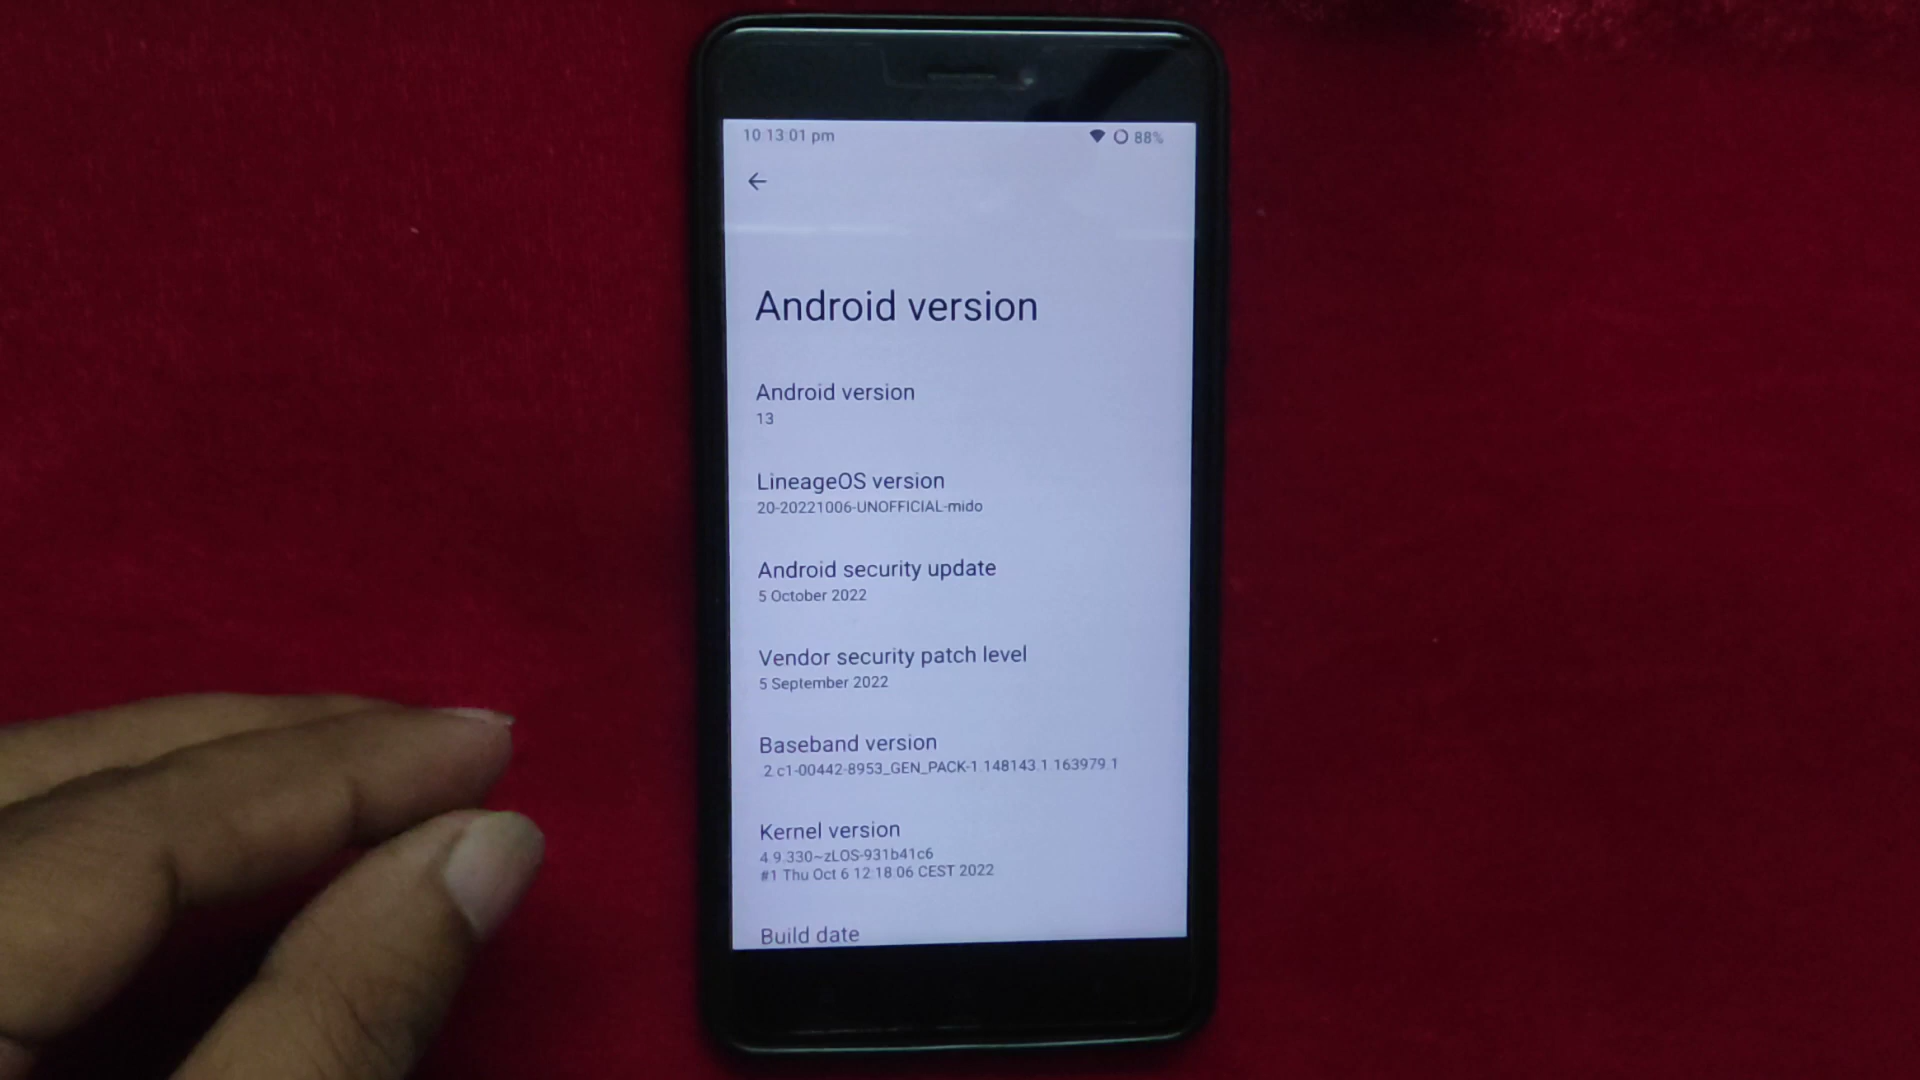 10 13 01 pm 88%
Android version
Android version
13
LineageOS version
20-20221006-UNOFFICIAL-mido
Android security update
5 October 2022
Vendor security patch level
5 September 2022
Baseband version
2 c1-00442-8953_GEN_PACK-1 148143 1 163979 1
Kernel version
4 9 330~zLOS-931b41c6
#1 Thu Oct 6 12 18 06 CEST 2022
Build date